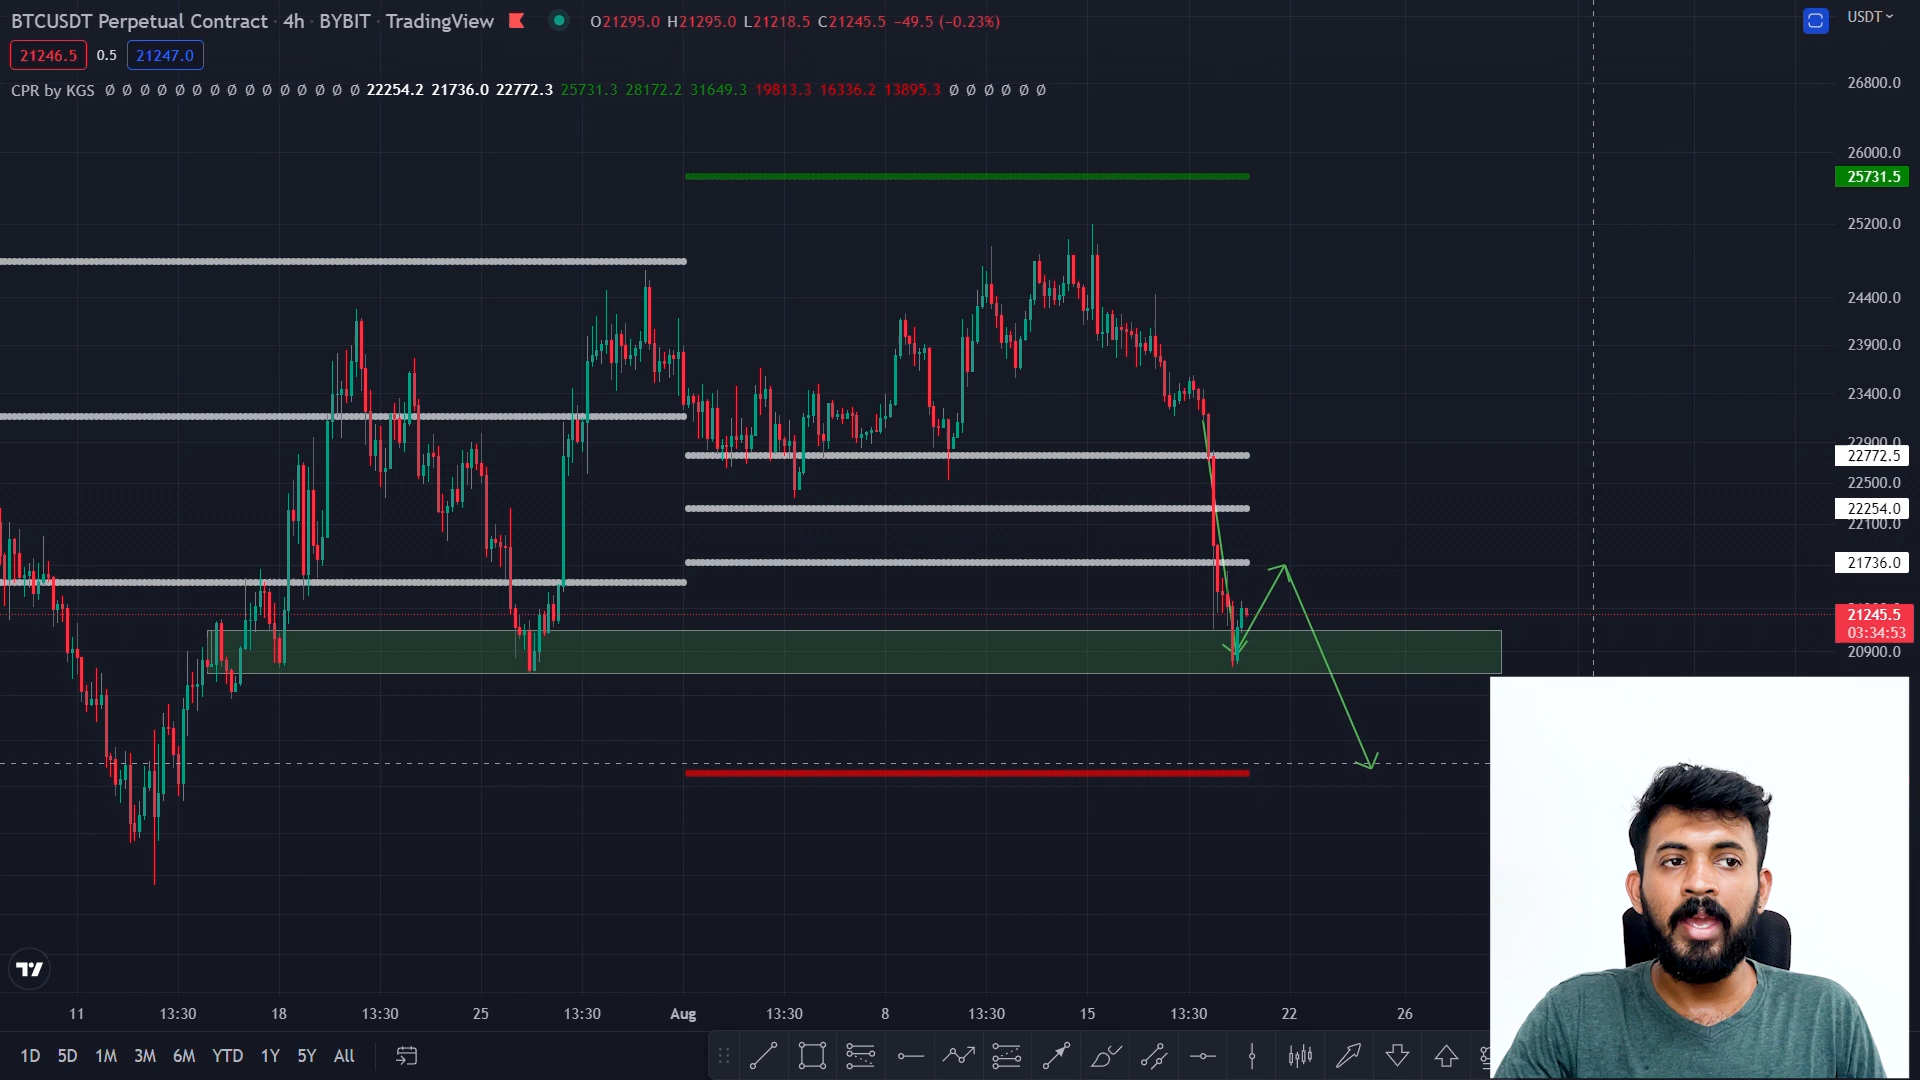 BTCUSDT Perpetual Contract · 4h · BYBIT · TradingView O21295.0 H21295.0 L21218.5 C21245.5 −49.5 (−0.23%)
21246.5 0.5 21247.0
CPR by KGS Ø Ø Ø Ø Ø Ø Ø Ø Ø Ø Ø Ø Ø Ø Ø 22254.2 21736.0 22772.3 25731.3 28172.2 31649.3 19813.3 16336.2 13895.3 Ø Ø Ø Ø Ø Ø
USDT
26800.0
26000.0
25731.5
25200.0
24400.0
23900.0
23400.0
22900.0
22772.5
22500.0
22254.0
22100.0
21736.0
21245.5
03:34:53
20900.0
11 13:30 18 13:30 25 13:30 Aug 13:30 8 13:30 15 13:30 22 26
1D 5D 1M 3M 6M YTD 1Y 5Y All